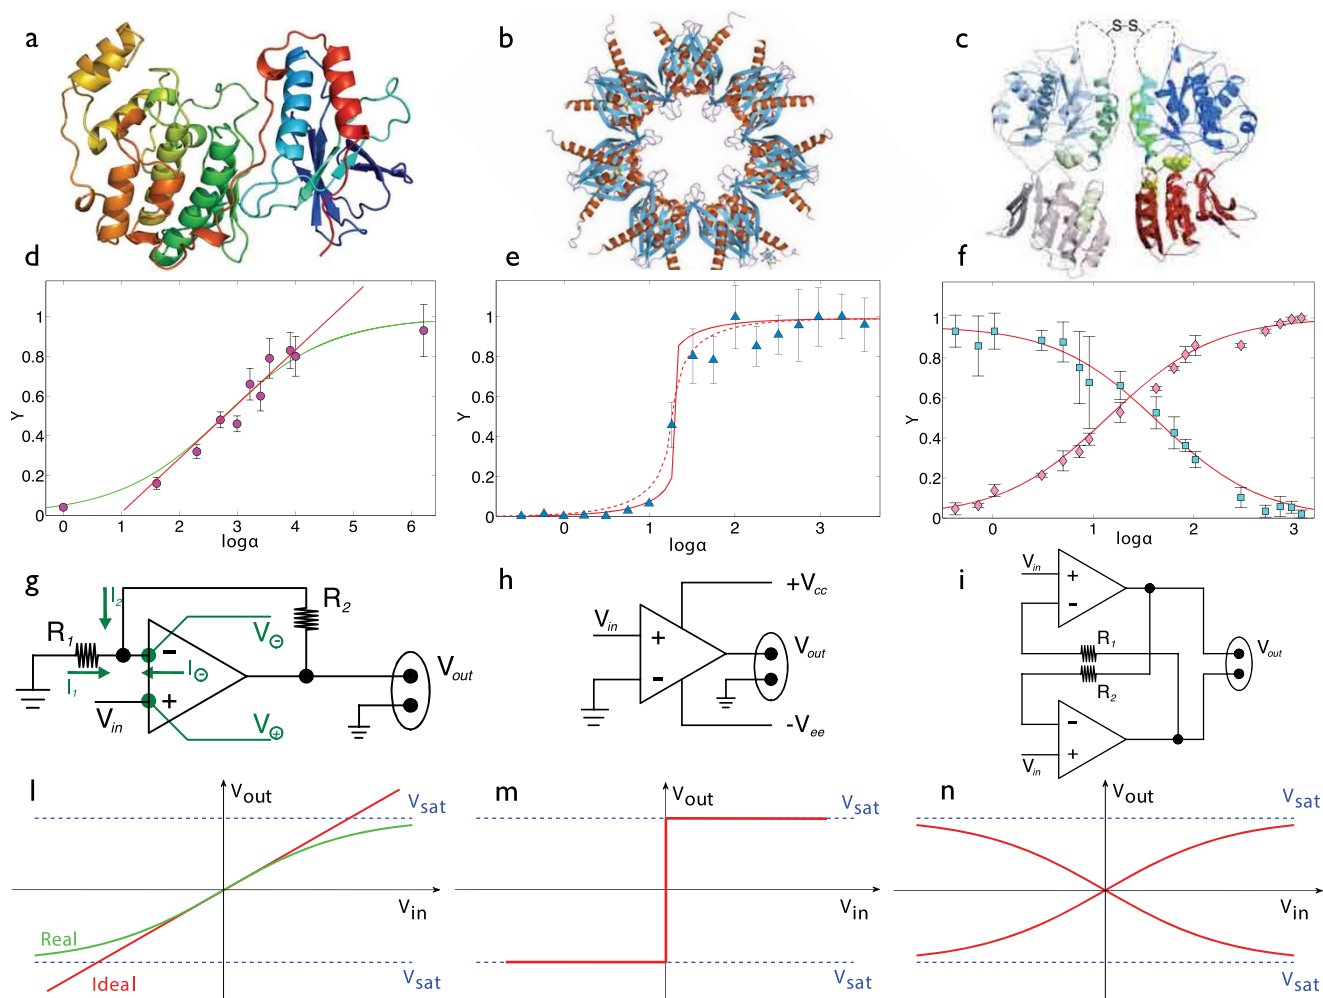 a
b
c
S-S
d
Y
1
0.8
0.6
0.4
0.2
0
0 1 2 3 4 5 6
logα
e
Y
1
0.8
0.6
0.4
0.2
0
0 1 2 3
logα
f
Y
1
0.8
0.6
0.4
0.2
0
0 1 2 3
logα
g
I2
R2
R1
V⊖
-
I⊖
I1
+
Vin
V⊕
Vout
h
+Vcc
Vin
+
-
Vout
-Vee
i
Vin
+
-
R1
R2
Vout
-
+
Vin
l
Vout
Vsat
Vin
Real
Ideal
Vsat
m
Vout
Vsat
Vin
Vsat
n
Vout
Vsat
Vin
Vsat